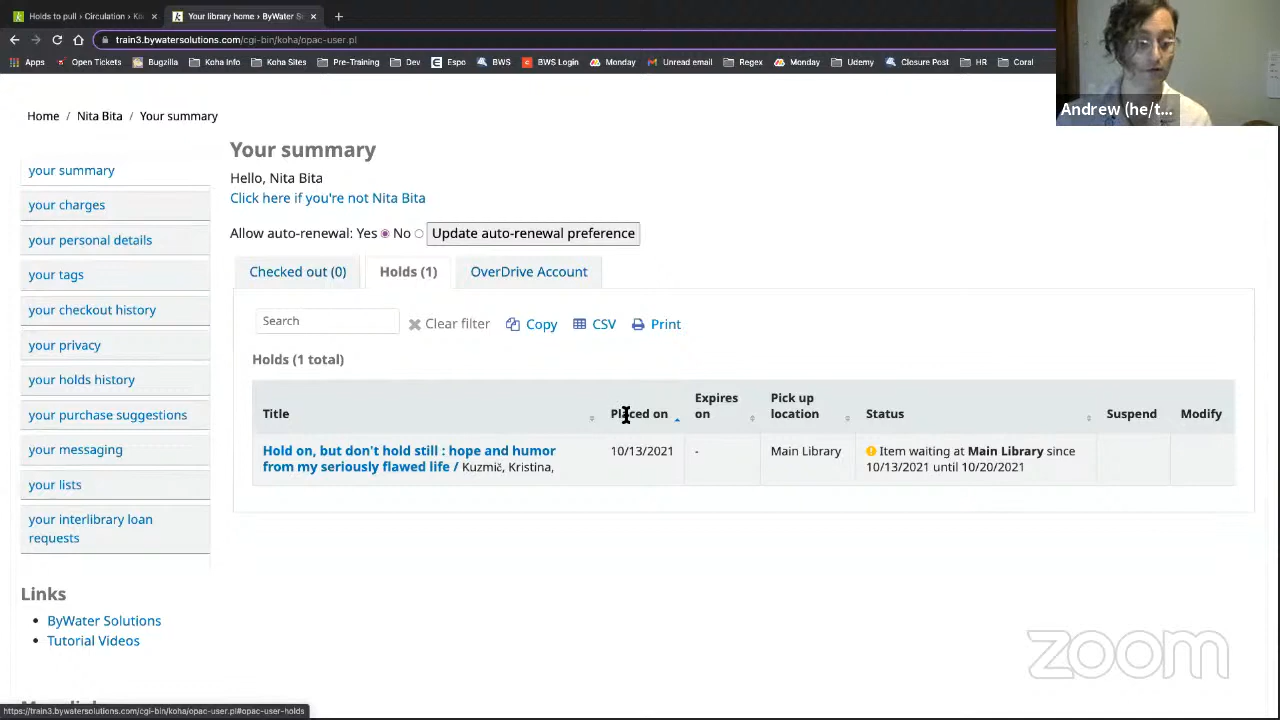 Holds to pull › Circulation › Ko
Your library home › ByWater S
train3.bywatersolutions.com/cgi-bin/koha/opac-user.pl
Apps
Open Tickets
Bugzilla
Koha Info
Koha Sites
Pre-Training
Dev
Espo
BWS
BWS Login
Monday
Unread email
Regex
Monday
Udemy
Closure Post
HR
Coral
Andrew (he/t...
Home / Nita Bita / Your summary
your summary
your charges
your personal details
your tags
your checkout history
your privacy
your holds history
your purchase suggestions
your messaging
your lists
your interlibrary loan
requests
Links
ByWater Solutions
Tutorial Videos
Your summary
Hello, Nita Bita
Click here if you're not Nita Bita
Allow auto-renewal: Yes No Update auto-renewal preference
Checked out (0)
Holds (1)
OverDrive Account
Search
Clear filter
Copy
CSV
Print
Holds (1 total)
Title
Placed on
Expires
on
Pick up
location
Status
Suspend
Modify
Hold on, but don't hold still : hope and humor
from my seriously flawed life / Kuzmič, Kristina,
10/13/2021
-
Main Library
Item waiting at Main Library since
10/13/2021 until 10/20/2021
zoom
https://train3.bywatersolutions.com/cgi-bin/koha/opac-user.pl#opac-user-holds